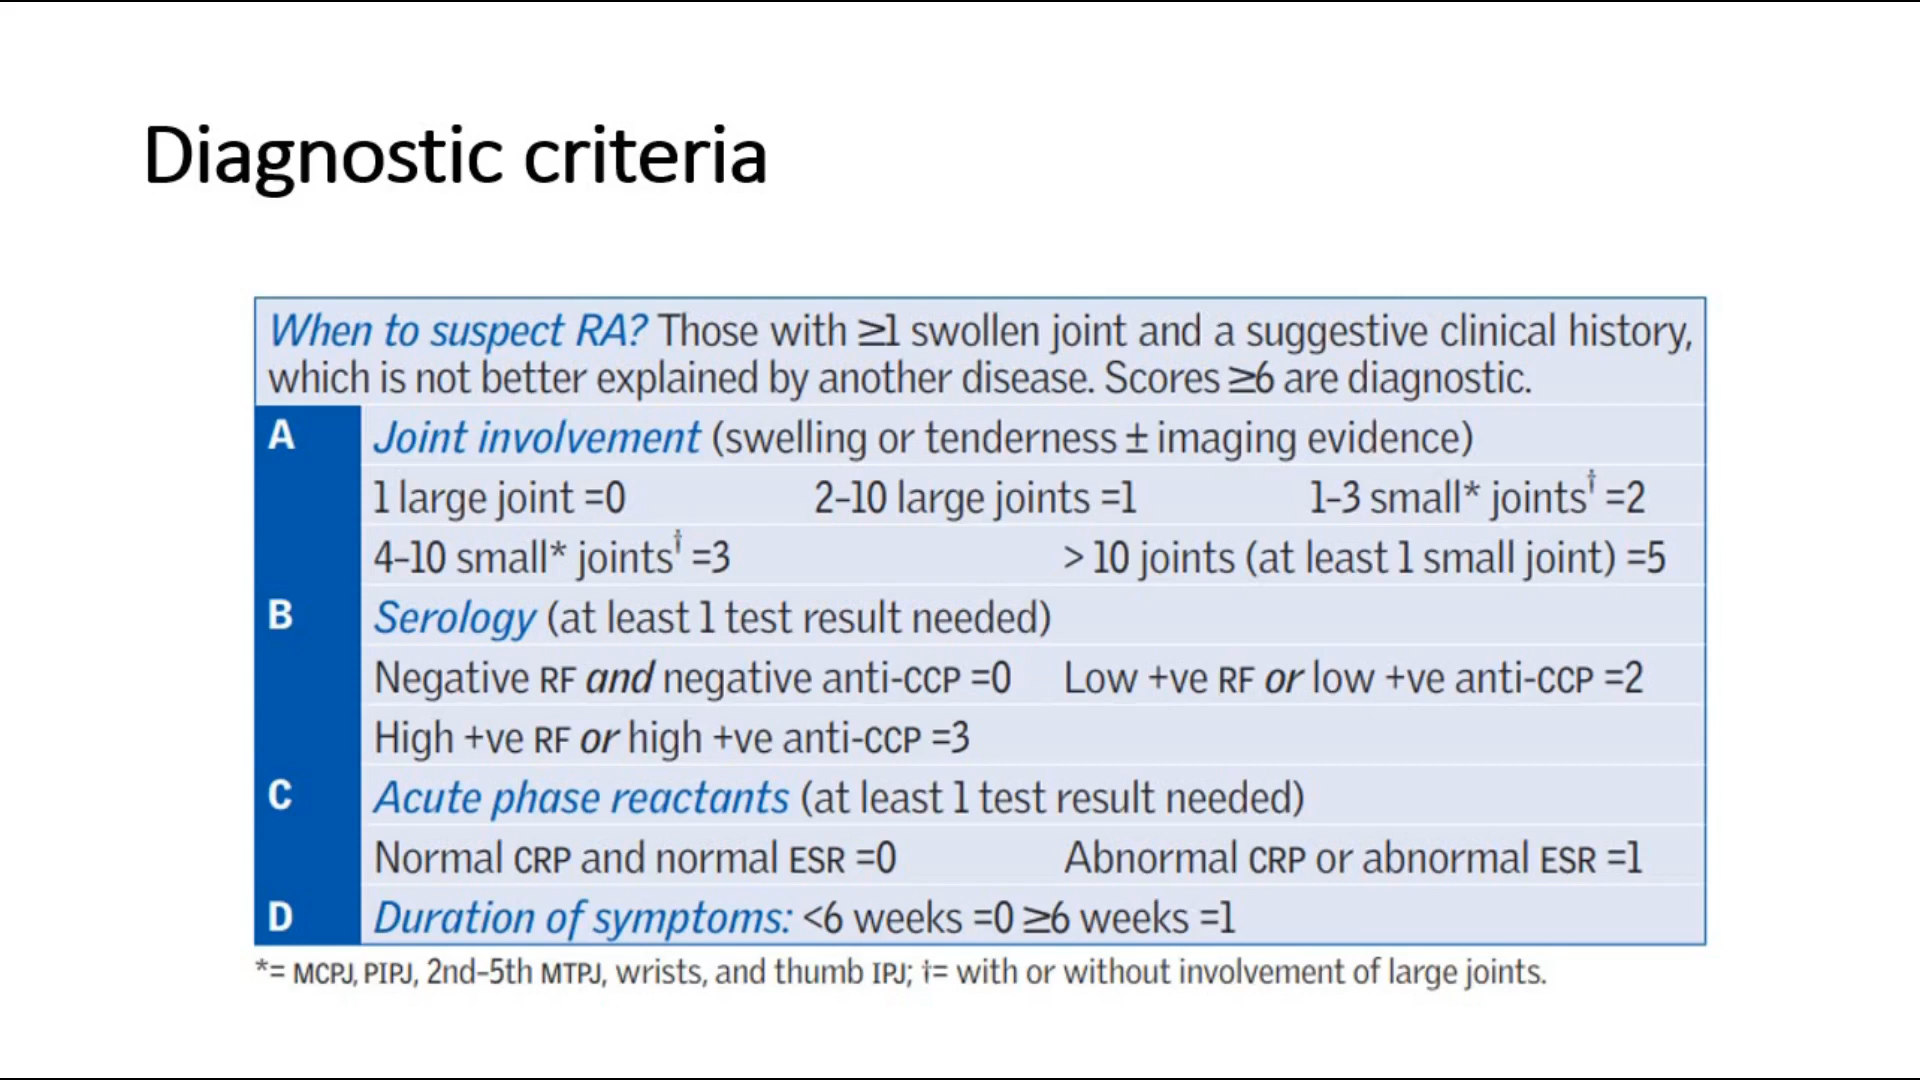 Diagnostic criteria
When to suspect RA? Those with ≥1 swollen joint and a suggestive clinical history,
which is not better explained by another disease. Scores ≥6 are diagnostic.
A Joint involvement (swelling or tenderness ± imaging evidence)
1 large joint =0 2–10 large joints =1 1–3 small* joints† =2
4–10 small* joints† =3 > 10 joints (at least 1 small joint) =5
B Serology (at least 1 test result needed)
Negative RF and negative anti-CCP =0 Low +ve RF or low +ve anti-CCP =2
High +ve RF or high +ve anti-CCP =3
C Acute phase reactants (at least 1 test result needed)
Normal CRP and normal ESR =0 Abnormal CRP or abnormal ESR =1
D Duration of symptoms: <6 weeks =0 ≥6 weeks =1
*= MCPJ, PIPJ, 2nd–5th MTPJ, wrists, and thumb IPJ; †= with or without involvement of large joints.